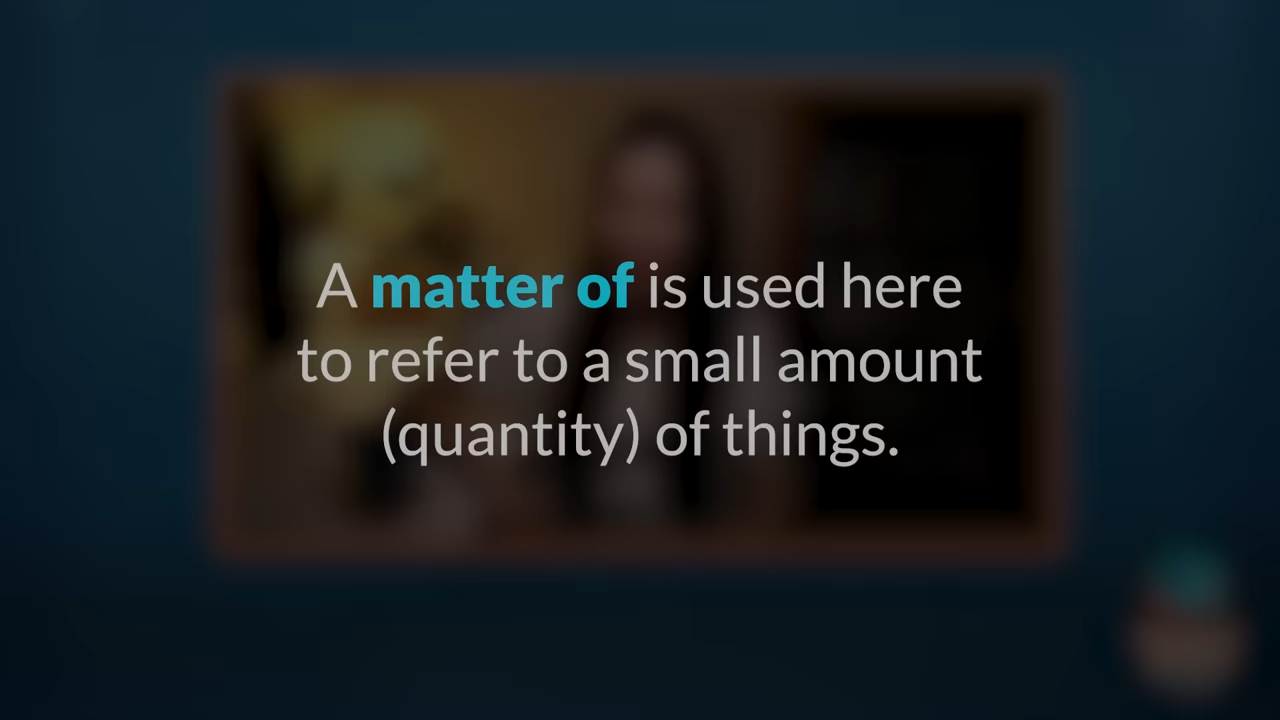 A matter of is used here
to refer to a small amount
(quantity) of things.